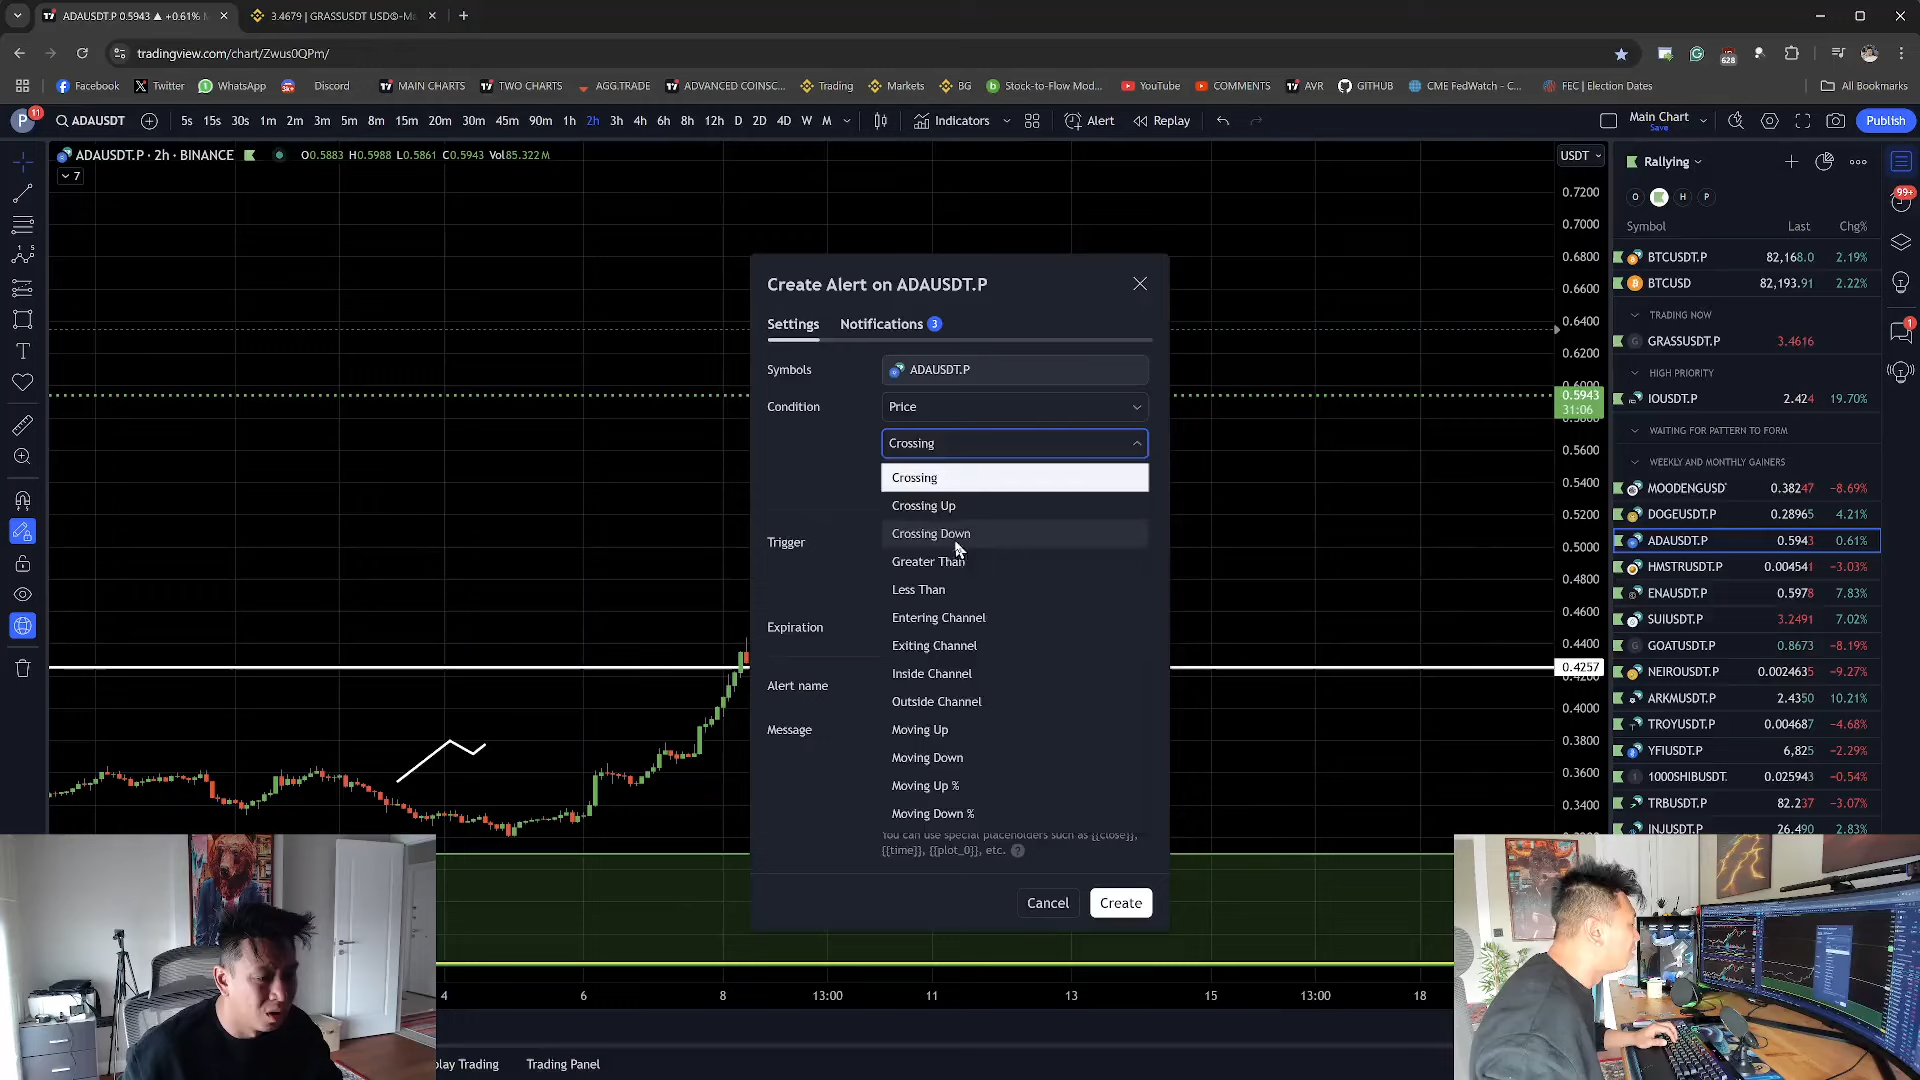 ADAUSDT.P 0.5943 ▲ +0.61%
3.4679 | GRASSUSDT USD©-Ma
tradingview.com/chart/Zwus0QPm/
628
Facebook Twitter WhatsApp 3k+ Discord MAIN CHARTS TWO CHARTS AGG.TRADE ADVANCED COINSC... Trading Markets BG Stock-to-Flow Mod... YouTube COMMENTS AVR GITHUB CME FedWatch - C... FEC | Election Dates All Bookmarks
P 11 ADAUSDT 5s 15s 30s 1m 2m 3m 5m 8m 15m 20m 30m 45m 90m 1h 2h 3h 4h 6h 8h 12h D 2D 4D W M Indicators Alert Replay Main Chart Save Publish
ADAUSDT.P · 2h · BINANCE O0.5883 H0.5988 L0.5861 C0.5943 Vol85.322M
7
USDT
0.7200
0.7000
0.6800
0.6600
0.6400
0.6200
0.6000
0.5943
31:06
0.5600
0.5400
0.5200
0.5000
0.4800
0.4600
0.4400
0.4257
0.4000
0.3800
0.3600
0.3400
Create Alert on ADAUSDT.P
Settings Notifications 3
Symbols ADAUSDT.P
Condition Price
Crossing
Crossing
Crossing Up
Crossing Down
Trigger
Greater Than
Less Than
Entering Channel
Expiration
Exiting Channel
Inside Channel
Alert name
Outside Channel
Moving Up
Message
Moving Down
Moving Up %
Moving Down %
You can use special placeholders such as {{close}},
{{time}}, {{plot_0}}, etc.
Cancel Create
4 6 8 13:00 11 13 15 13:00 18
lay Trading Trading Panel
Rallying
O H P
99+
1
Symbol Last Chg%
BTCUSDT.P 82,168.0 2.19%
BTCUSD 82,193.91 2.22%
TRADING NOW
GRASSUSDT.P 3.4616
HIGH PRIORITY
IOUSDT.P 2.424 19.70%
WAITING FOR PATTERN TO FORM
WEEKLY AND MONTHLY GAINERS
MOODENGUSD 0.38247 −8.69%
DOGEUSDT.P 0.28965 4.21%
ADAUSDT.P 0.5943 0.61%
HMSTRUSDT.P 0.004541 −3.03%
ENAUSDT.P 0.5978 7.83%
SUIUSDT.P 3.2491 7.02%
GOATUSDT.P 0.8673 −8.19%
NEIROUSDT.P 0.0024635 −9.27%
ARKMUSDT.P 2.4350 10.21%
TROYUSDT.P 0.004687 −4.68%
YFIUSDT.P 6,825 −2.29%
1000SHIBUSDT. 0.025943 −0.54%
TRBUSDT.P 82.237 −3.07%
INJUSDT.P 26.490 2.83%